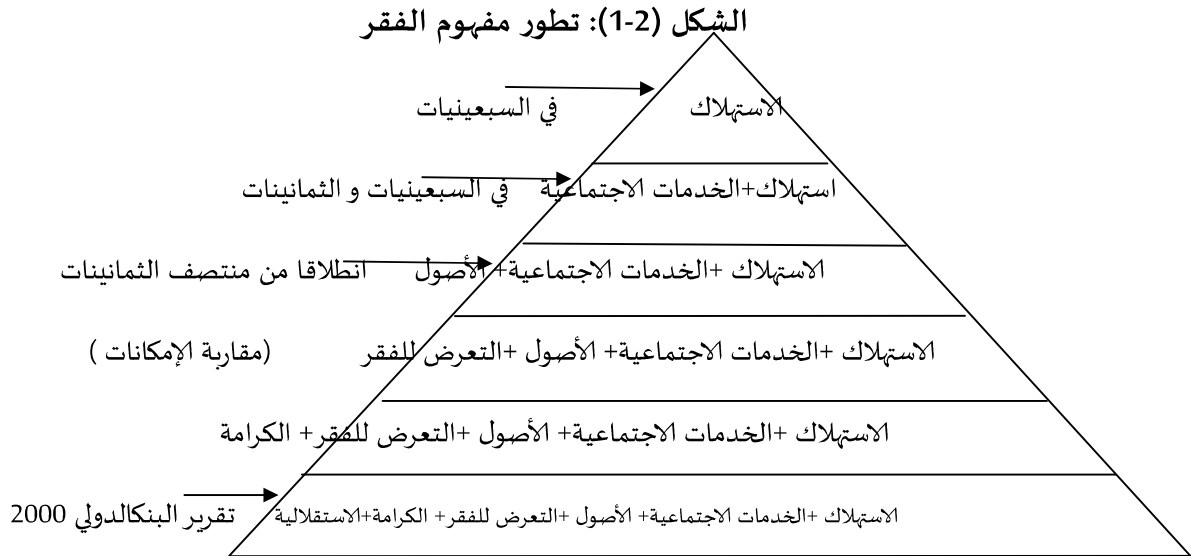 الشكل (2-1): تطور مفهوم الفقر
الاستهلاك في السبعينيات
استهلاك+الخدمات الاجتماعية في السبعينيات و الثمانينات
الاستهلاك +الخدمات الاجتماعية+ الأصول انطلاقا من منتصف الثمانينات
الاستهلاك +الخدمات الاجتماعية+ الأصول +التعرض للفقر (مقاربة الإمكانات )
الاستهلاك +الخدمات الاجتماعية+ الأصول +التعرض للفقر+ الكرامة
الاستهلاك +الخدمات الاجتماعية+ الأصول +التعرض للفقر+ الكرامة+الاستقلالية تقرير البنكالدولي 2000